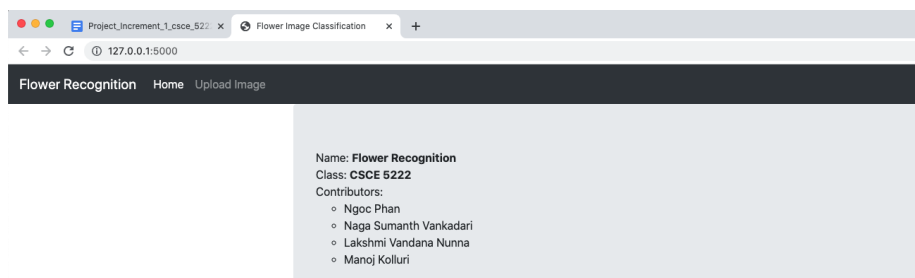 Project_Increment_1_csce_522
Flower Image Classification
127.0.0.1:5000
Flower Recognition Home Upload Image
Name: Flower Recognition
Class: CSCE 5222
Contributors:
Ngoc Phan
Naga Sumanth Vankadari
Lakshmi Vandana Nunna
Manoj Kolluri